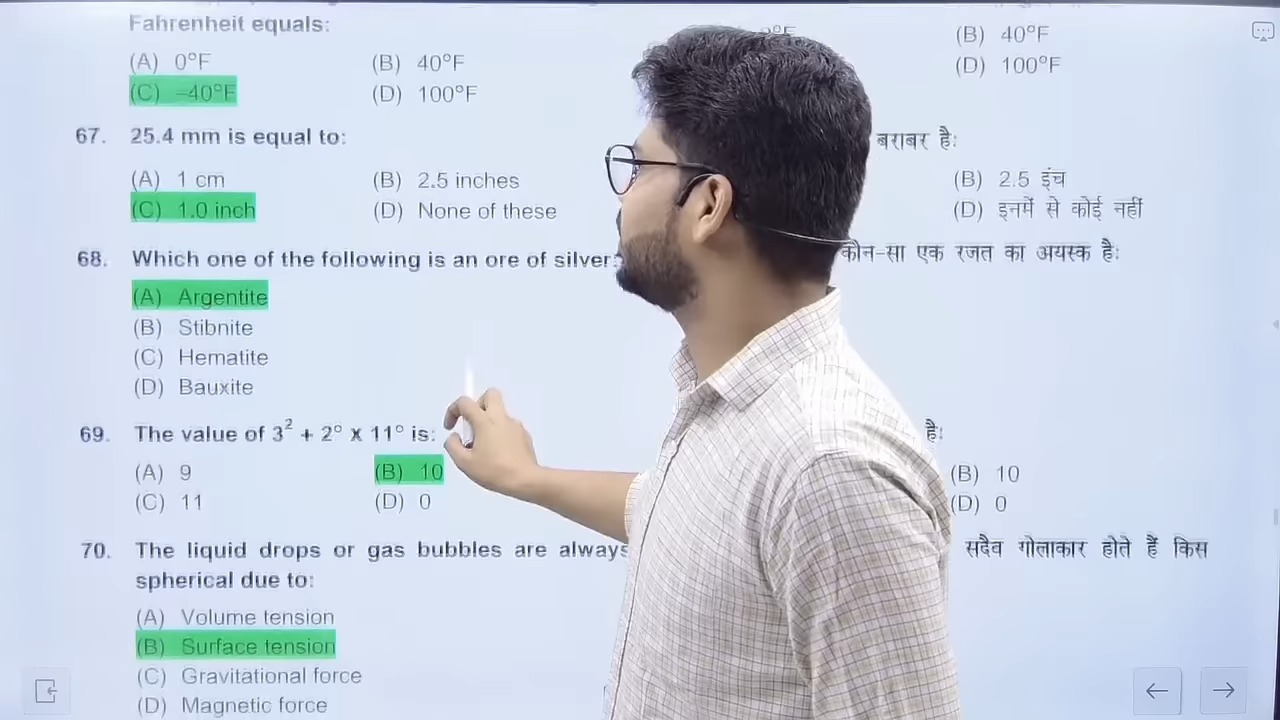 Fahrenheit equals:
(A) 0°F (B) 40°F
(C) –40°F (D) 100°F
67. 25.4 mm is equal to:
(A) 1 cm (B) 2.5 inches
(C) 1.0 inch (D) None of these
68. Which one of the following is an ore of silver:
(A) Argentite
(B) Stibnite
(C) Hematite
(D) Bauxite
69. The value of 3² + 2° x 11° is:
(A) 9 (B) 10
(C) 11 (D) 0
70. The liquid drops or gas bubbles are always
spherical due to:
(A) Volume tension
(B) Surface tension
(C) Gravitational force
(D) Magnetic force
(B) 40°F
(D) 100°F
बराबर है:
(B) 2.5 इंच
(D) इनमें से कोई नहीं
कौन-सा एक रजत का अयस्क है:
है:
(B) 10
(D) 0
सदैव गोलाकार होते हैं किस